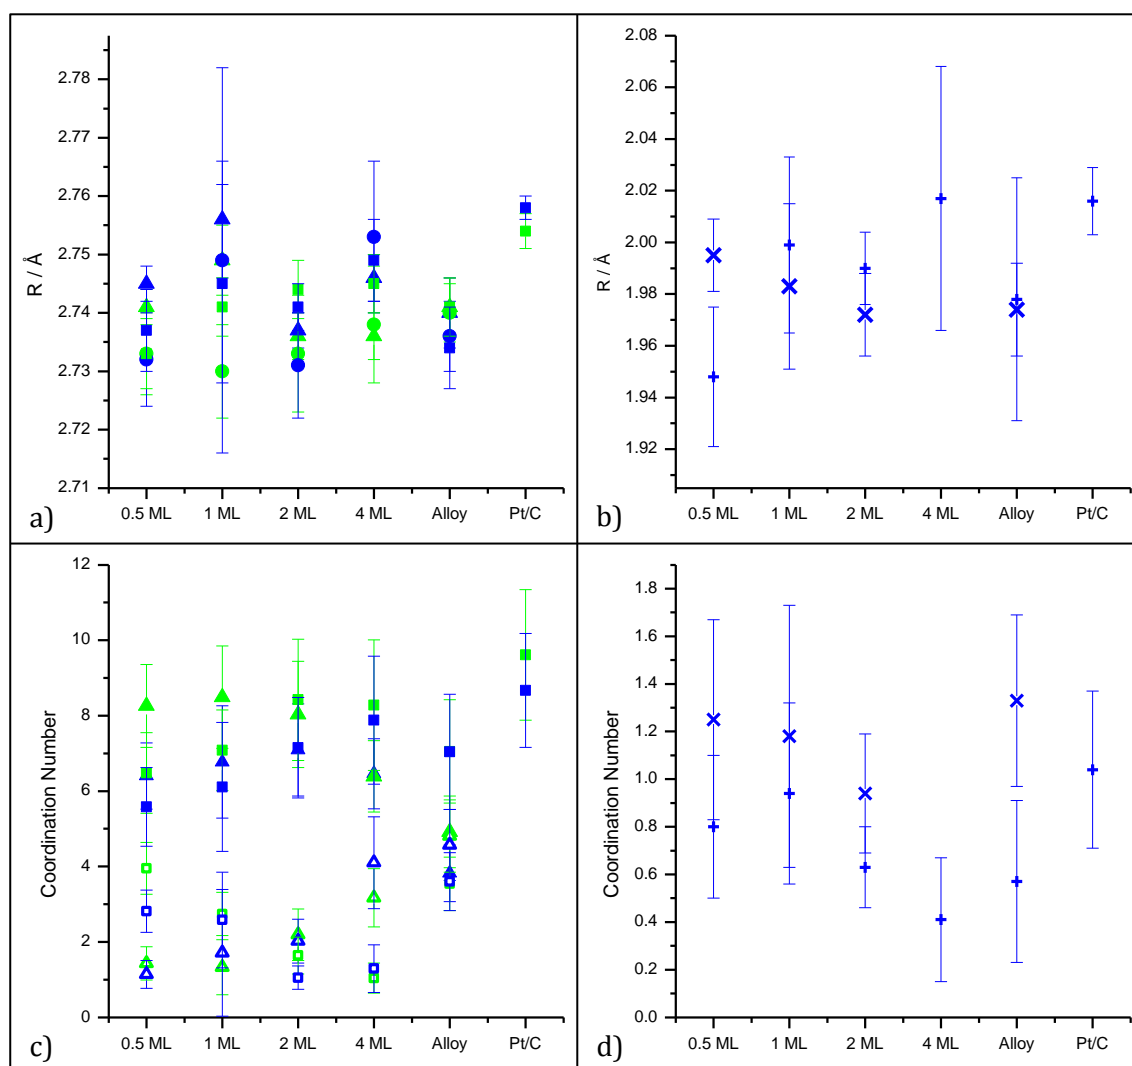 2.78
2.77
2.76
2.75
2.74
2.73
2.72
2.71
R / Å
0.5 ML 1 ML 2 ML 4 ML Alloy Pt/C
a)
2.08
2.06
2.04
2.02
2.00
1.98
1.96
1.94
1.92
R / Å
0.5 ML 1 ML 2 ML 4 ML Alloy Pt/C
b)
12
10
8
6
4
2
0
Coordination Number
0.5 ML 1 ML 2 ML 4 ML Alloy Pt/C
c)
1.8
1.6
1.4
1.2
1.0
0.8
0.6
0.4
0.2
0.0
Coordination Number
0.5 ML 1 ML 2 ML 4 ML Alloy Pt/C
d)